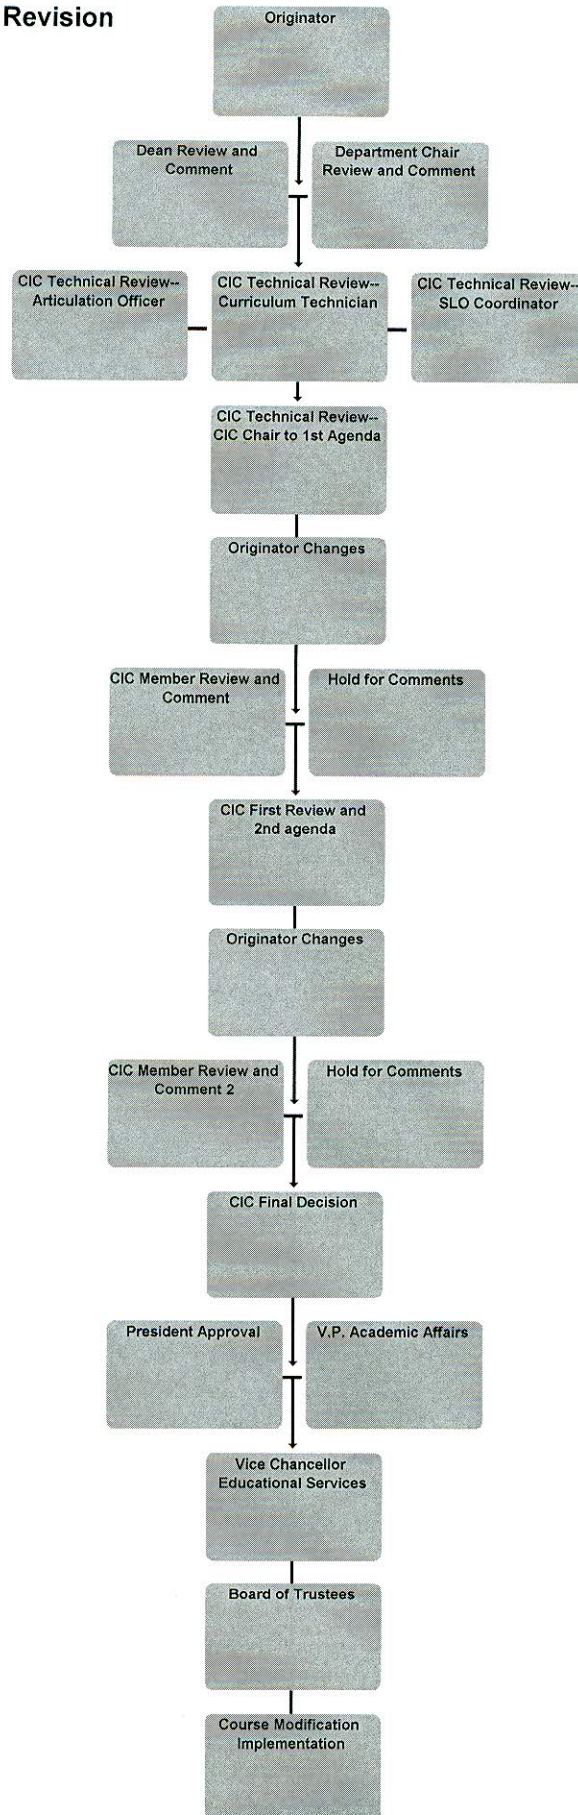 Revision
Originator
Dean Review and
Comment
Department Chair
Review and Comment
CIC Technical Review--
Articulation Officer
CIC Technical Review--
Curriculum Technician
CIC Technical Review--
SLO Coordinator
CIC Technical Review--
CIC Chair to 1st Agenda
Originator Changes
CIC Member Review and
Comment
Hold for Comments
CIC First Review and
2nd agenda
Originator Changes
CIC Member Review and
Comment 2
Hold for Comments
CIC Final Decision
President Approval
V.P. Academic Affairs
Vice Chancellor
Educational Services
Board of Trustees
Course Modification
Implementation